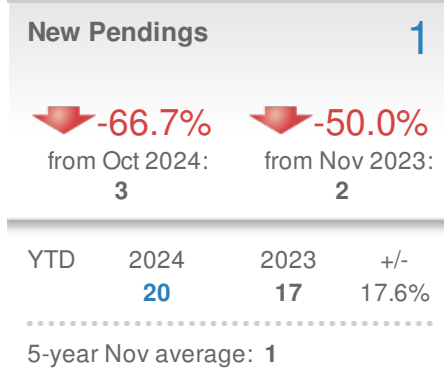 New Pendings 1
-66.7% -50.0%
from Oct 2024: from Nov 2023:
3 2
YTD 2024 2023 +/-
20 17 17.6%
5-year Nov average: 1